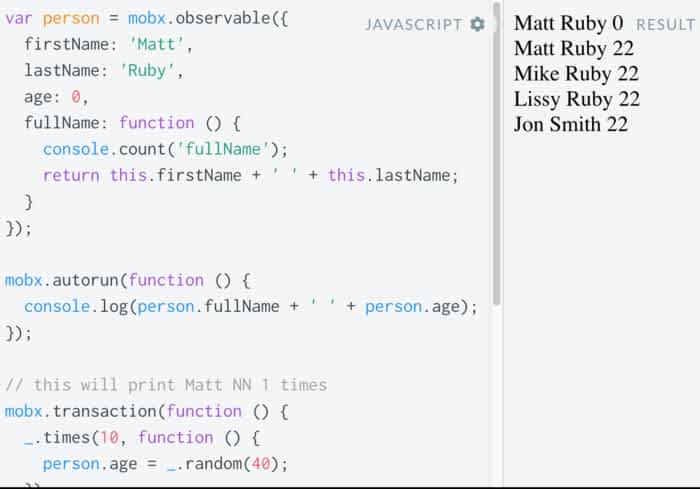 var person = mobx.observable({
firstName: 'Matt',
lastName: 'Ruby',
age: 0,
fullName: function () {
console.count('fullName');
return this.firstName + ' ' + this.lastName;
}
});
mobx.autorun(function () {
console.log(person.fullName + ' ' + person.age);
});
// this will print Matt NN 1 times
mobx.transaction(function () {
_.times(10, function () {
person.age = _.random(40);
JAVASCRIPT
Matt Ruby 0
Matt Ruby 22
Mike Ruby 22
Lissy Ruby 22
Jon Smith 22
RESULT